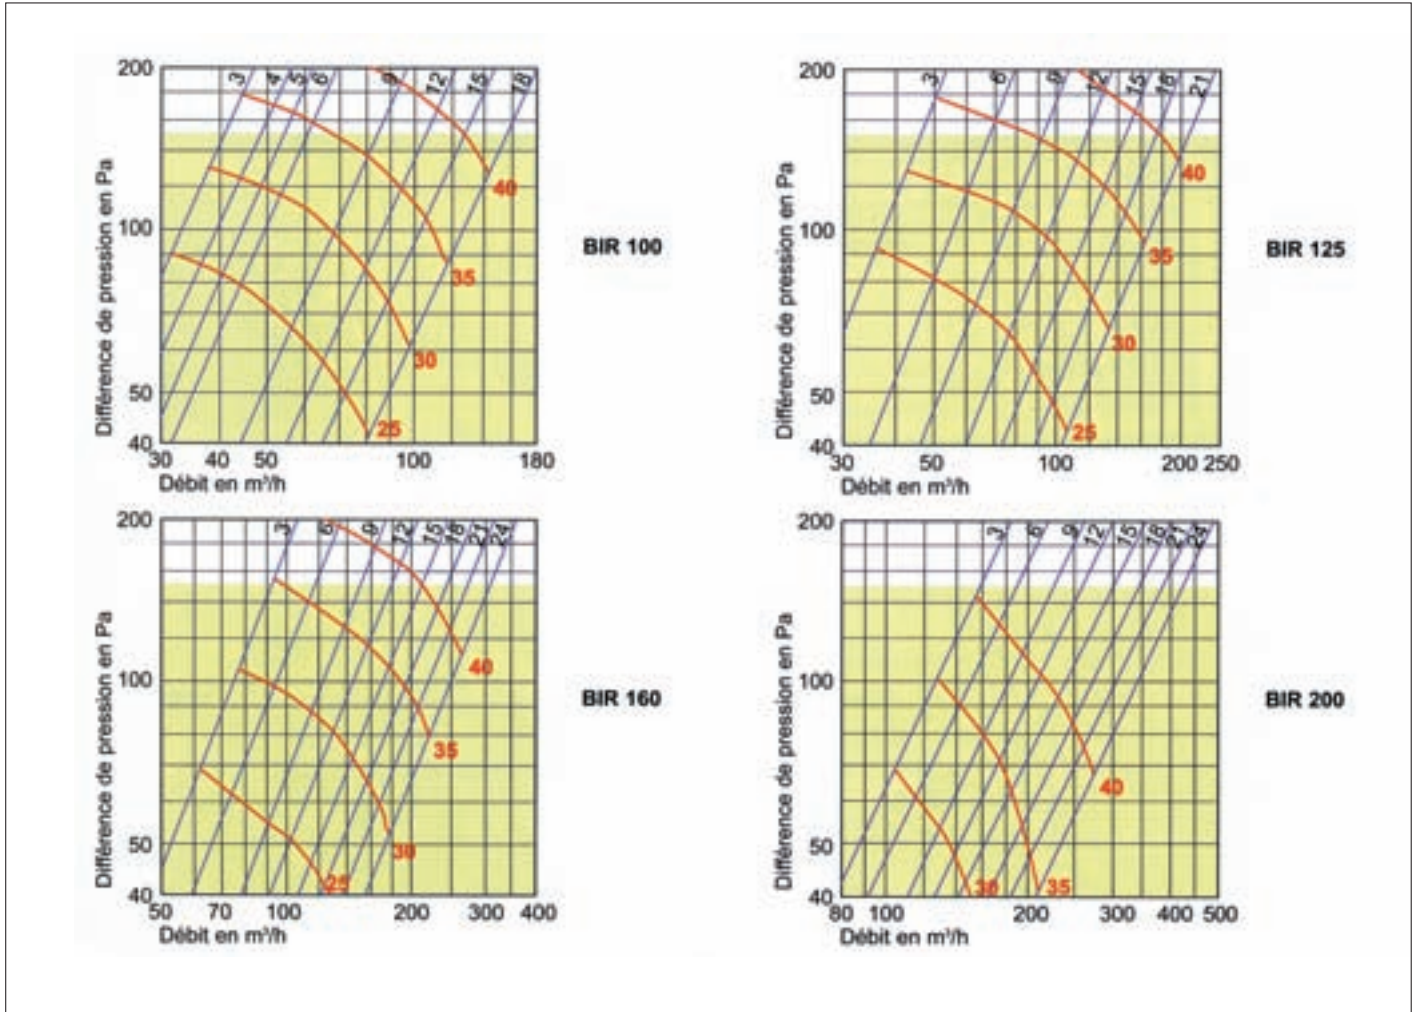 200
3 4 5 6 9 12 15 18
100
50
40
40
35
30
25
30 40 50 100 180
Différence de pression en Pa
Débit en m³/h
BIR 100
200
3 6 9 12 15 18 21
100
50
40
40
35
30
25
30 50 100 200 250
Différence de pression en Pa
Débit en m³/h
BIR 125
200
3 6 9 12 15 18 21 24
100
50
40
40
35
30
25
50 70 100 200 300 400
Différence de pression en Pa
Débit en m³/h
BIR 160
200
3 6 9 12 15 18 21 24
100
50
40
40
30 35
80 100 200 300 400 500
Différence de pression en Pa
Débit en m³/h
BIR 200